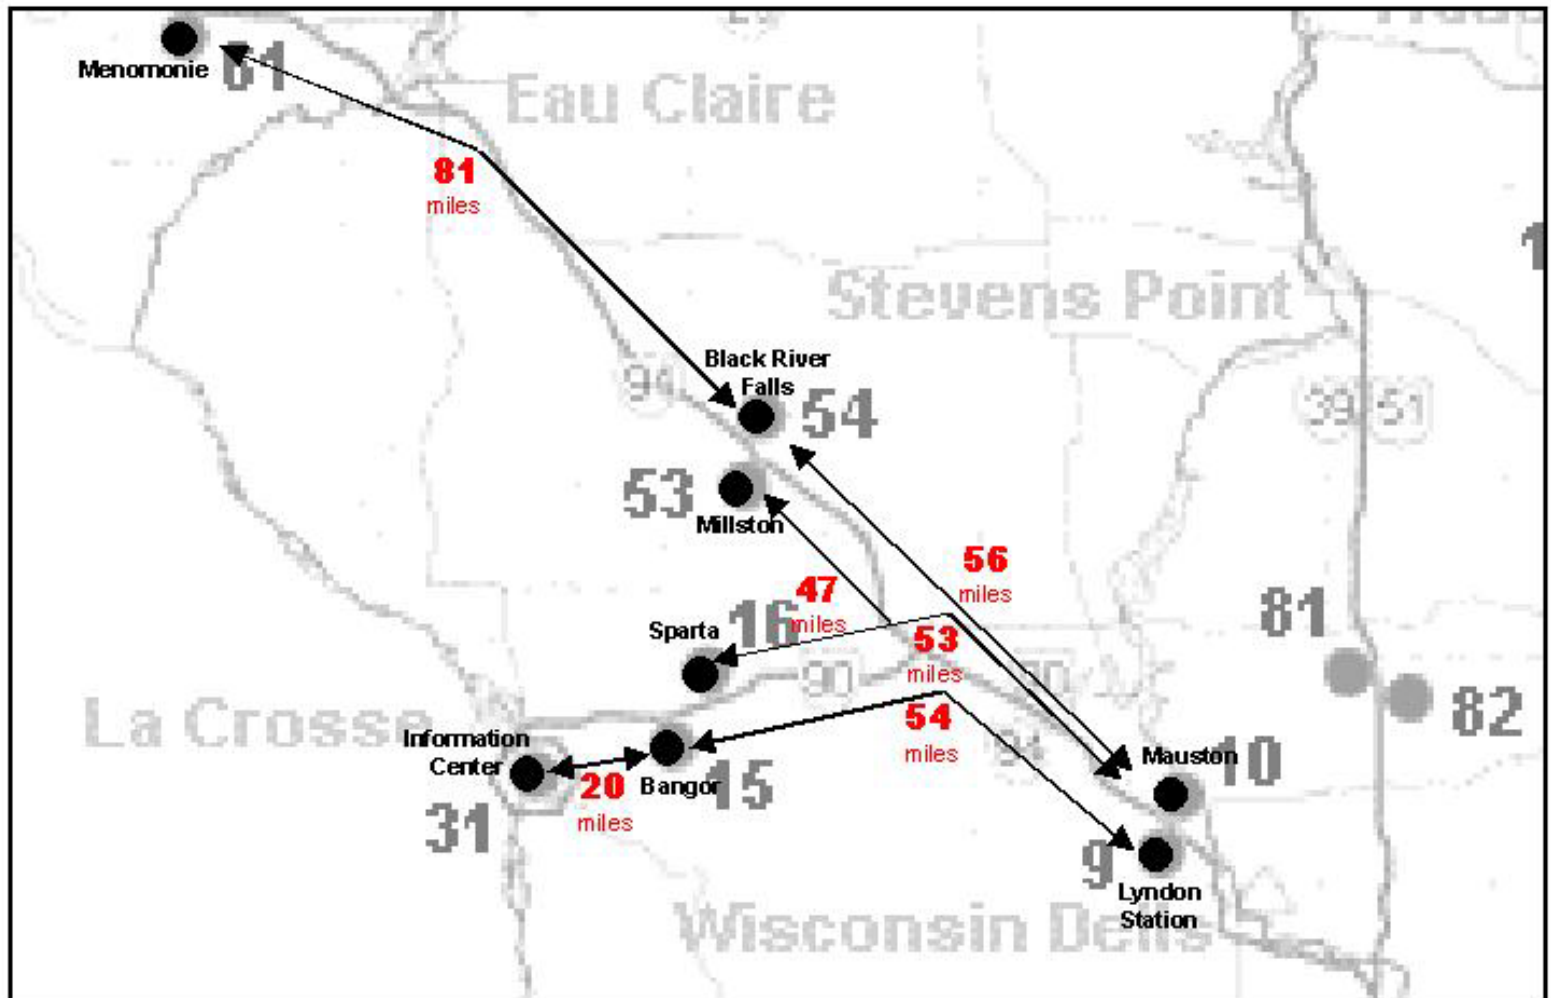 Menomonie
61
Eau Claire
81
miles
Stevens Point
Black River
Falls
54
94
39
51
53
Millston
56
miles
47
miles
Sparta
16
53
miles
81
82
90
La Crosse
Information
Center
31
20
miles
Bangor
15
54
miles
94
Mauston
10
9
Lyndon
Station
Wisconsin Dells